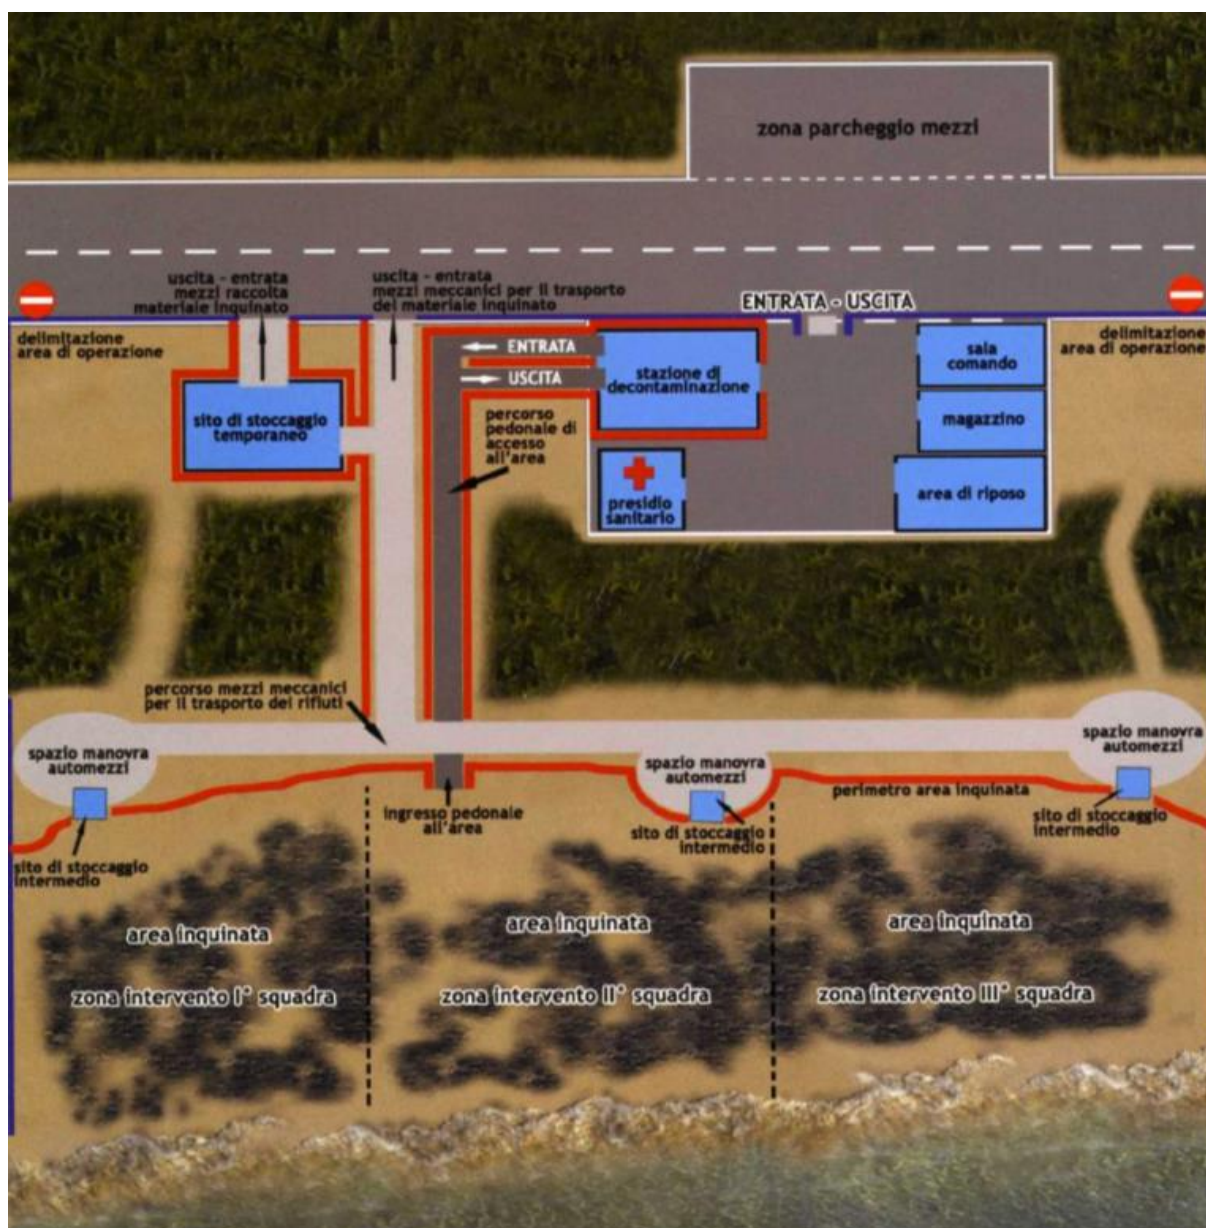 zona parcheggio mezzi
uscita - entrata
mezzi raccolta
materiale inquinato
uscita - entrata
mezzi meccanici per il trasporto
del materiale inquinato
ENTRATA - USCITA
delimitazione
area di operazione
ENTRATA
USCITA
stazione di
decontaminazione
sala
comando
delimitazione
area di operazione
sito di stoccaggio
temporaneo
percorso
pedonale di
accesso
all'area
magazzino
presidio
sanitario
area di riposo
percorso mezzi meccanici
per il trasporto dei rifiuti
spazio manovra
automezzi
spazio manovra
automezzi
spazio manovra
automezzi
perimetro area inquinata
ingresso pedonale
all'area
sito di stoccaggio
intermedio
sito di stoccaggio
intermedio
sito di stoccaggio
intermedio
area inquinata
area inquinata
area inquinata
zona intervento I° squadra
zona intervento II° squadra
zona intervento III° squadra